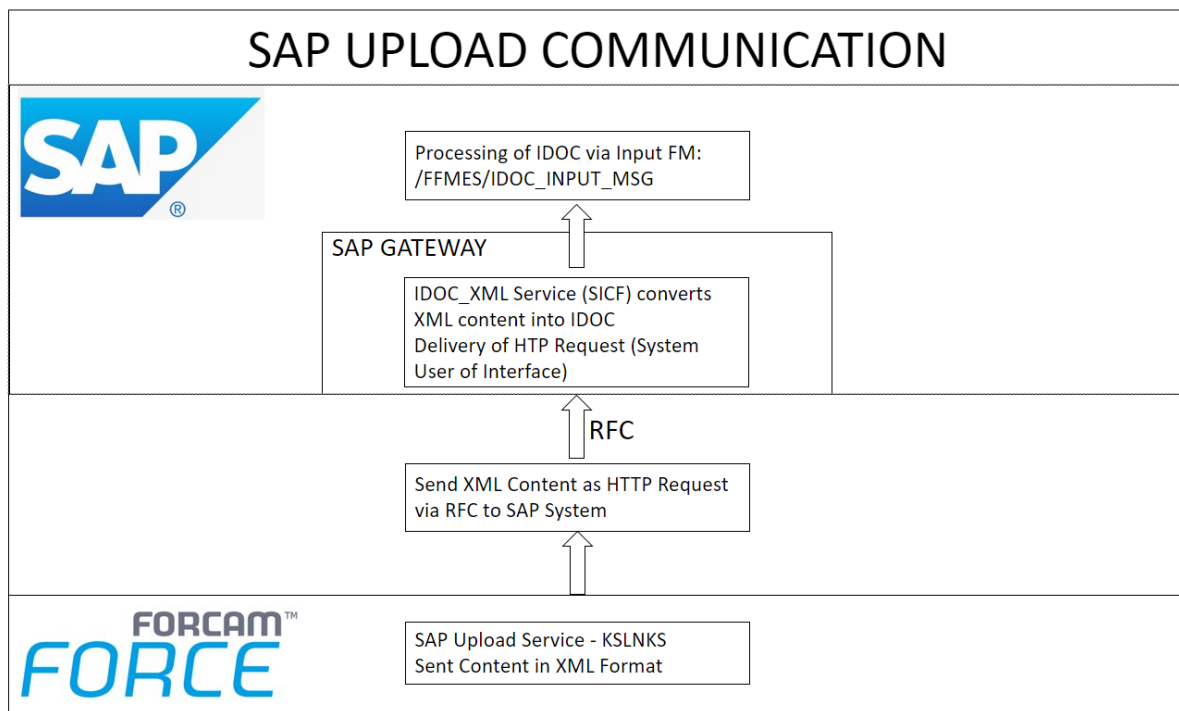 SAP UPLOAD COMMUNICATION
SAP
®
Processing of IDOC via Input FM:
/FFMES/IDOC_INPUT_MSG
SAP GATEWAY
IDOC_XML Service (SICF) converts
XML content into IDOC
Delivery of HTP Request (System
User of Interface)
RFC
Send XML Content as HTTP Request
via RFC to SAP System
FORCAM™
FORCE
SAP Upload Service - KSLNKS
Sent Content in XML Format